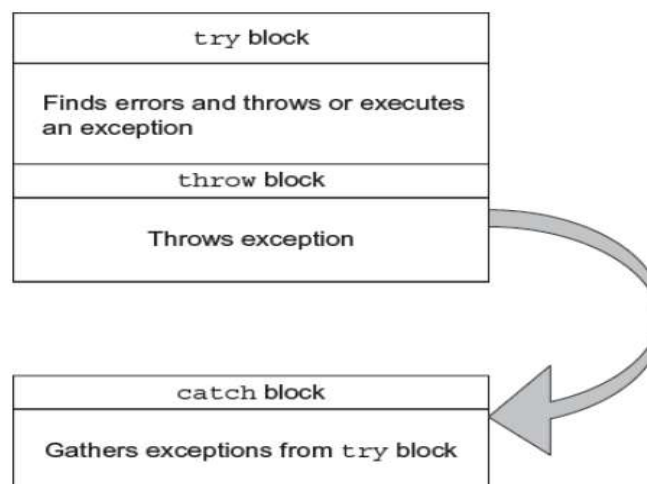 try block
Finds errors and throws or executes
an exception
throw block
Throws exception
catch block
Gathers exceptions from try block